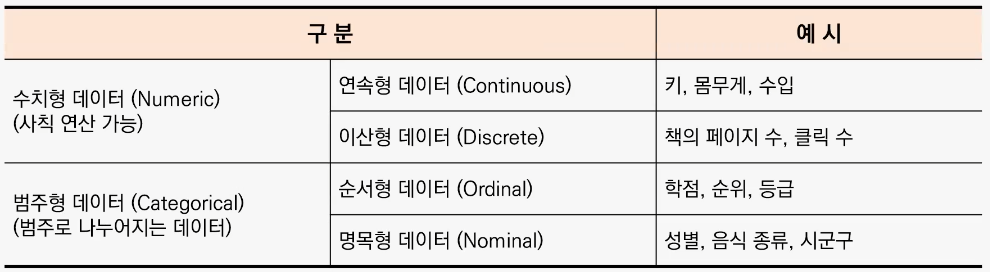 구 분
예 시
수치형 데이터 (Numeric)
(사칙 연산 가능)
연속형 데이터 (Continuous)
키, 몸무게, 수입
이산형 데이터 (Discrete)
책의 페이지 수, 클릭 수
범주형 데이터 (Categorical)
(범주로 나누어지는 데이터)
순서형 데이터 (Ordinal)
학점, 순위, 등급
명목형 데이터 (Nominal)
성별, 음식 종류, 시군구